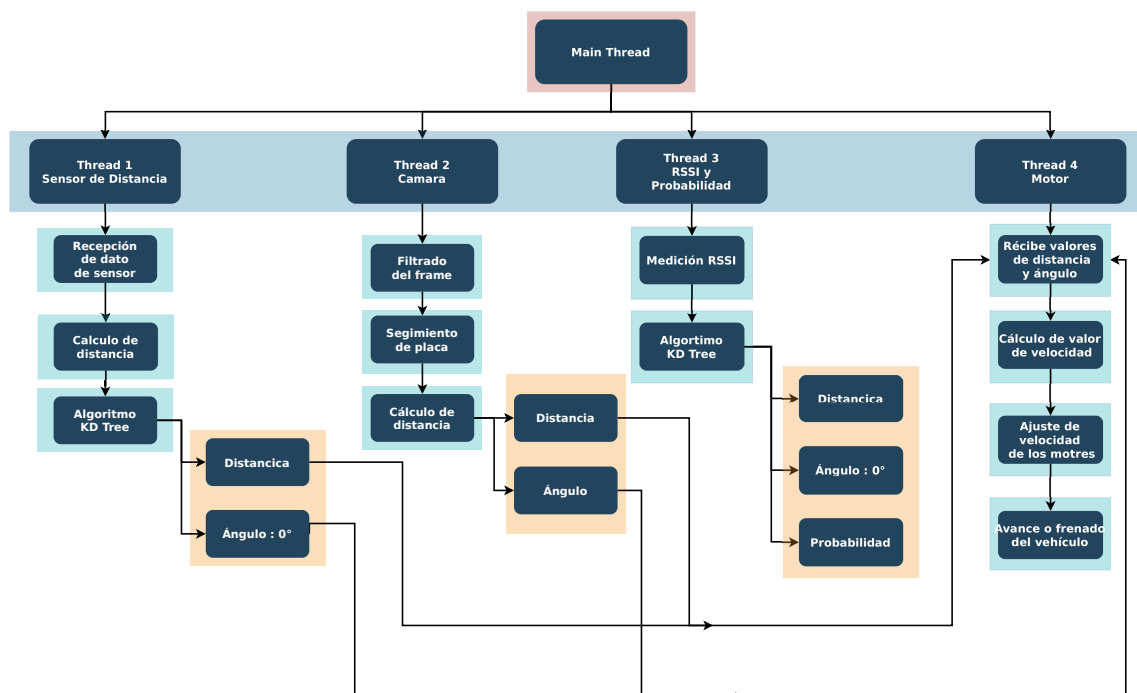 Main Thread
Thread 1
Sensor de Distancia
Thread 2
Camara
Thread 3
RSSI y
Probabilidad
Thread 4
Motor
Recepción
de dato
de sensor
Calculo de
distancia
Algoritmo
KD Tree
Distancica
Ángulo : 0°
Filtrado
del frame
Segimiento
de placa
Cálculo de
distancia
Distancia
Ángulo
Medición RSSI
Algortimo
KD Tree
Distancica
Ángulo : 0°
Probabilidad
Récibe valores
de distancia
y ángulo
Cálculo de valor
de velocidad
Ajuste de
velocidad
de los motres
Avance o frenado
del vehículo